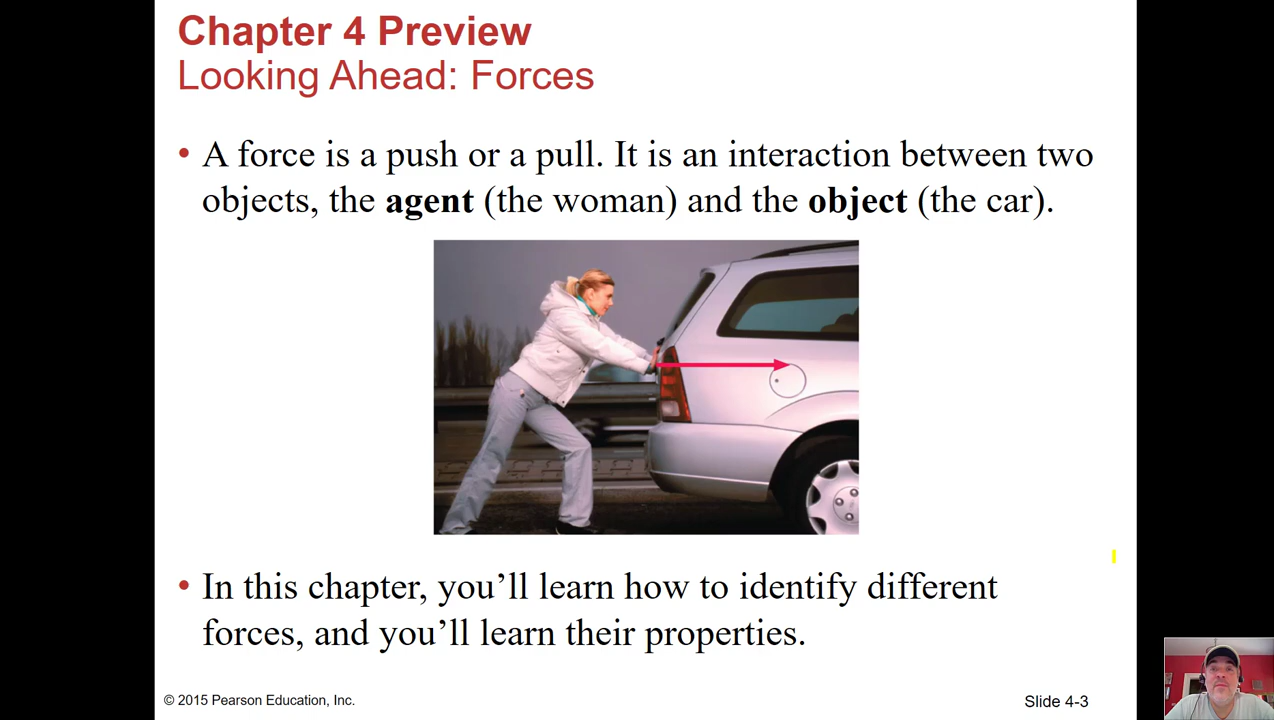 Chapter 4 Preview
Looking Ahead: Forces
• A force is a push or a pull. It is an interaction between two
objects, the agent (the woman) and the object (the car).
• In this chapter, you’ll learn how to identify different
forces, and you’ll learn their properties.
© 2015 Pearson Education, Inc.
Slide 4-3